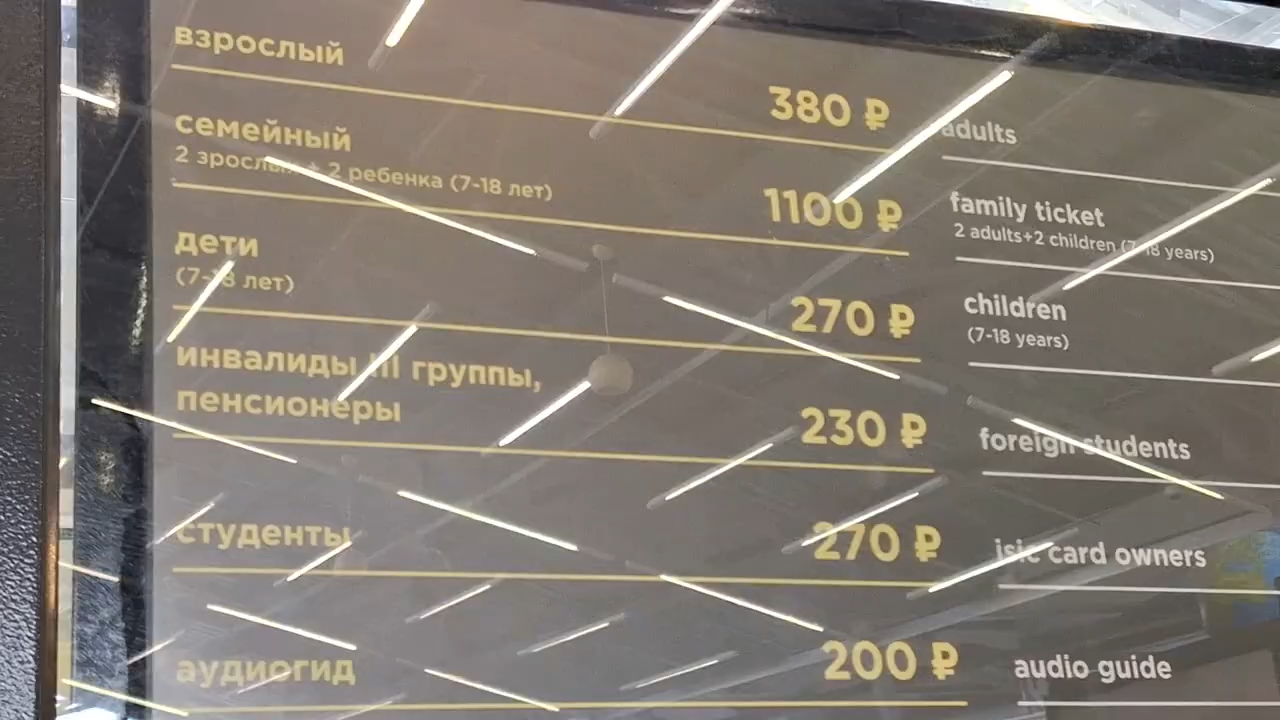 взрослый
380 ₽
семейный
2 зрослых + 2 ребенка (7-18 лет)
1100 ₽
дети
(7-18 лет)
270 ₽
инвалиды III группы,
пенсионеры
230 ₽
студенты
270 ₽
аудиогид
200 ₽
adults
family ticket
2 adults+2 children (7-18 years)
children
(7-18 years)
foreign students
isic card owners
audio guide